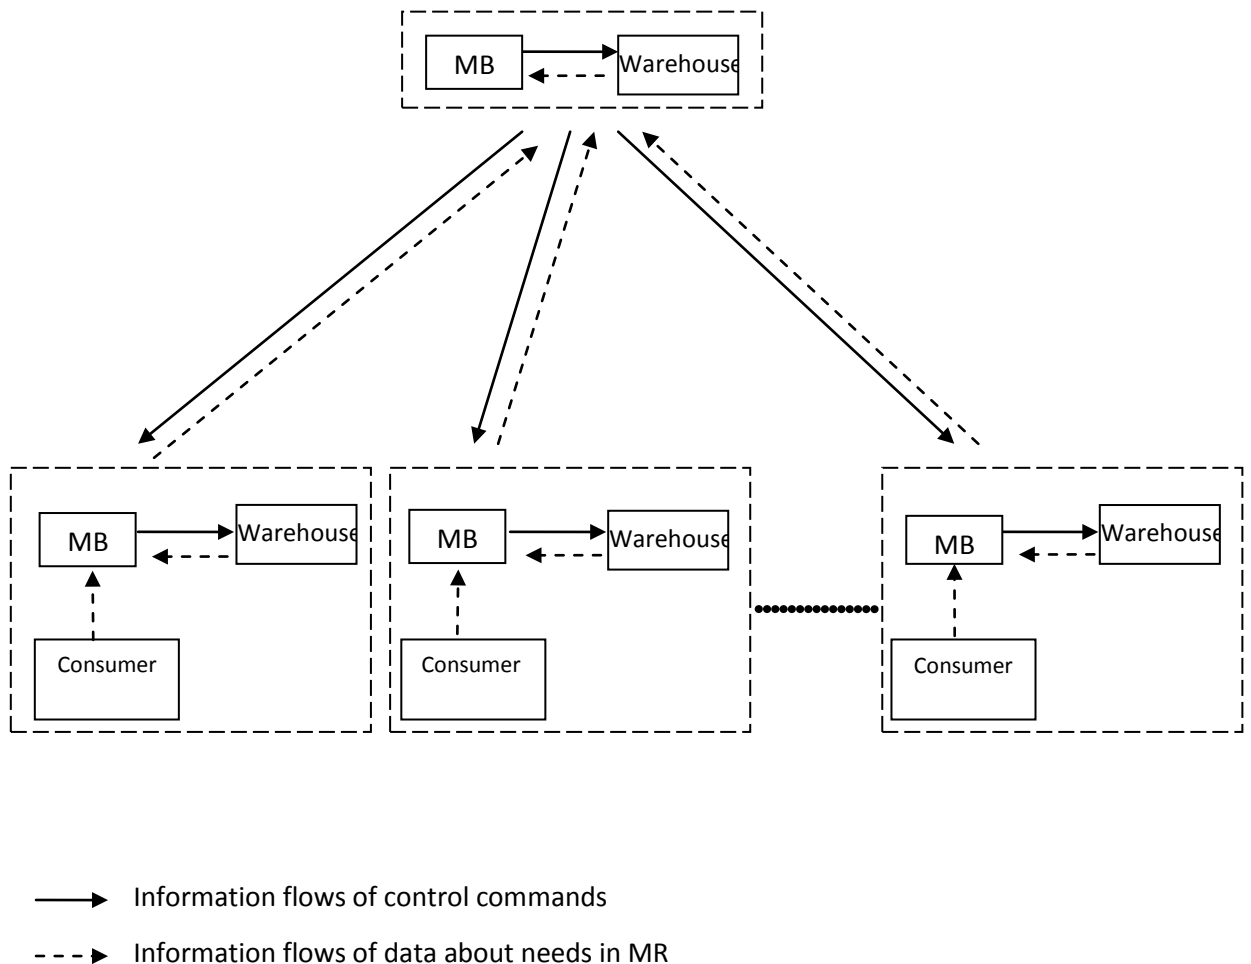 MB
Warehouse
MB
Warehouse
MB
Warehouse
MB
Warehouse
Consumer
Consumer
Consumer
Information flows of control commands
Information flows of data about needs in MR